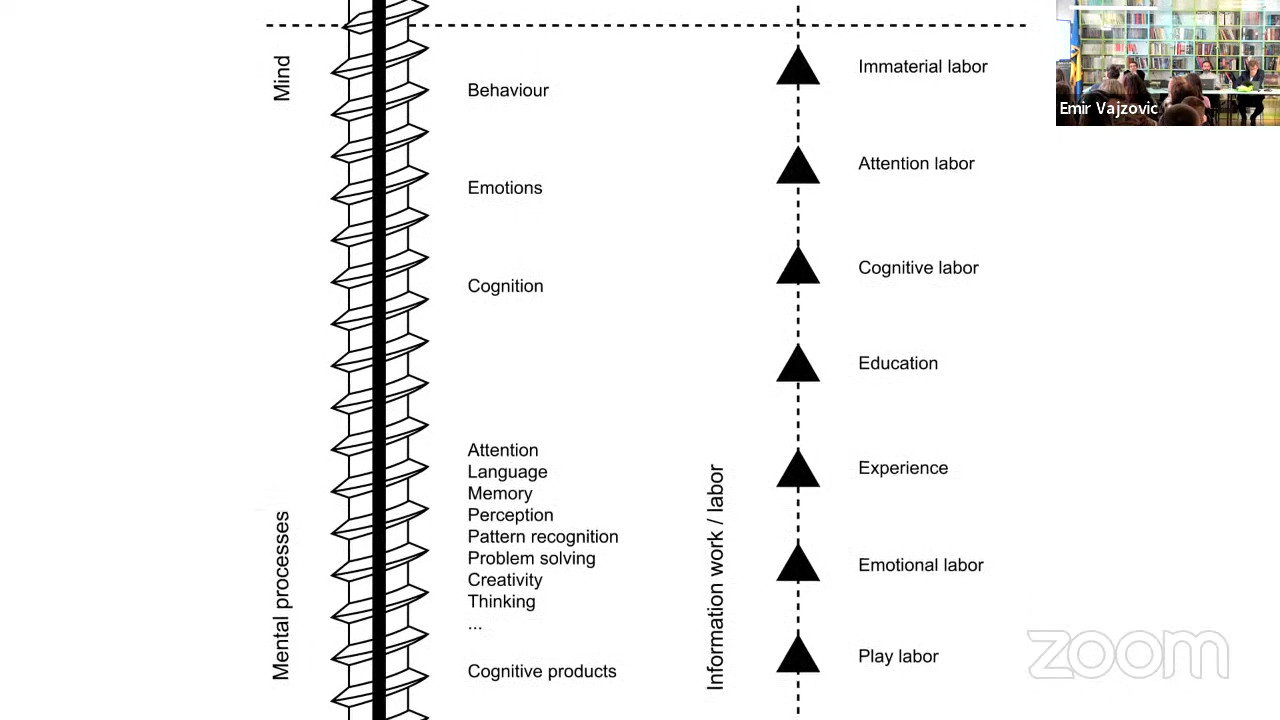 Mind
Behaviour
Emotions
Cognition
Mental processes
Attention
Language
Memory
Perception
Pattern recognition
Problem solving
Creativity
Thinking
...
Cognitive products
Information work / labor
Immaterial labor
Attention labor
Cognitive labor
Education
Experience
Emotional labor
Play labor
Emir Vajzovic
zoom